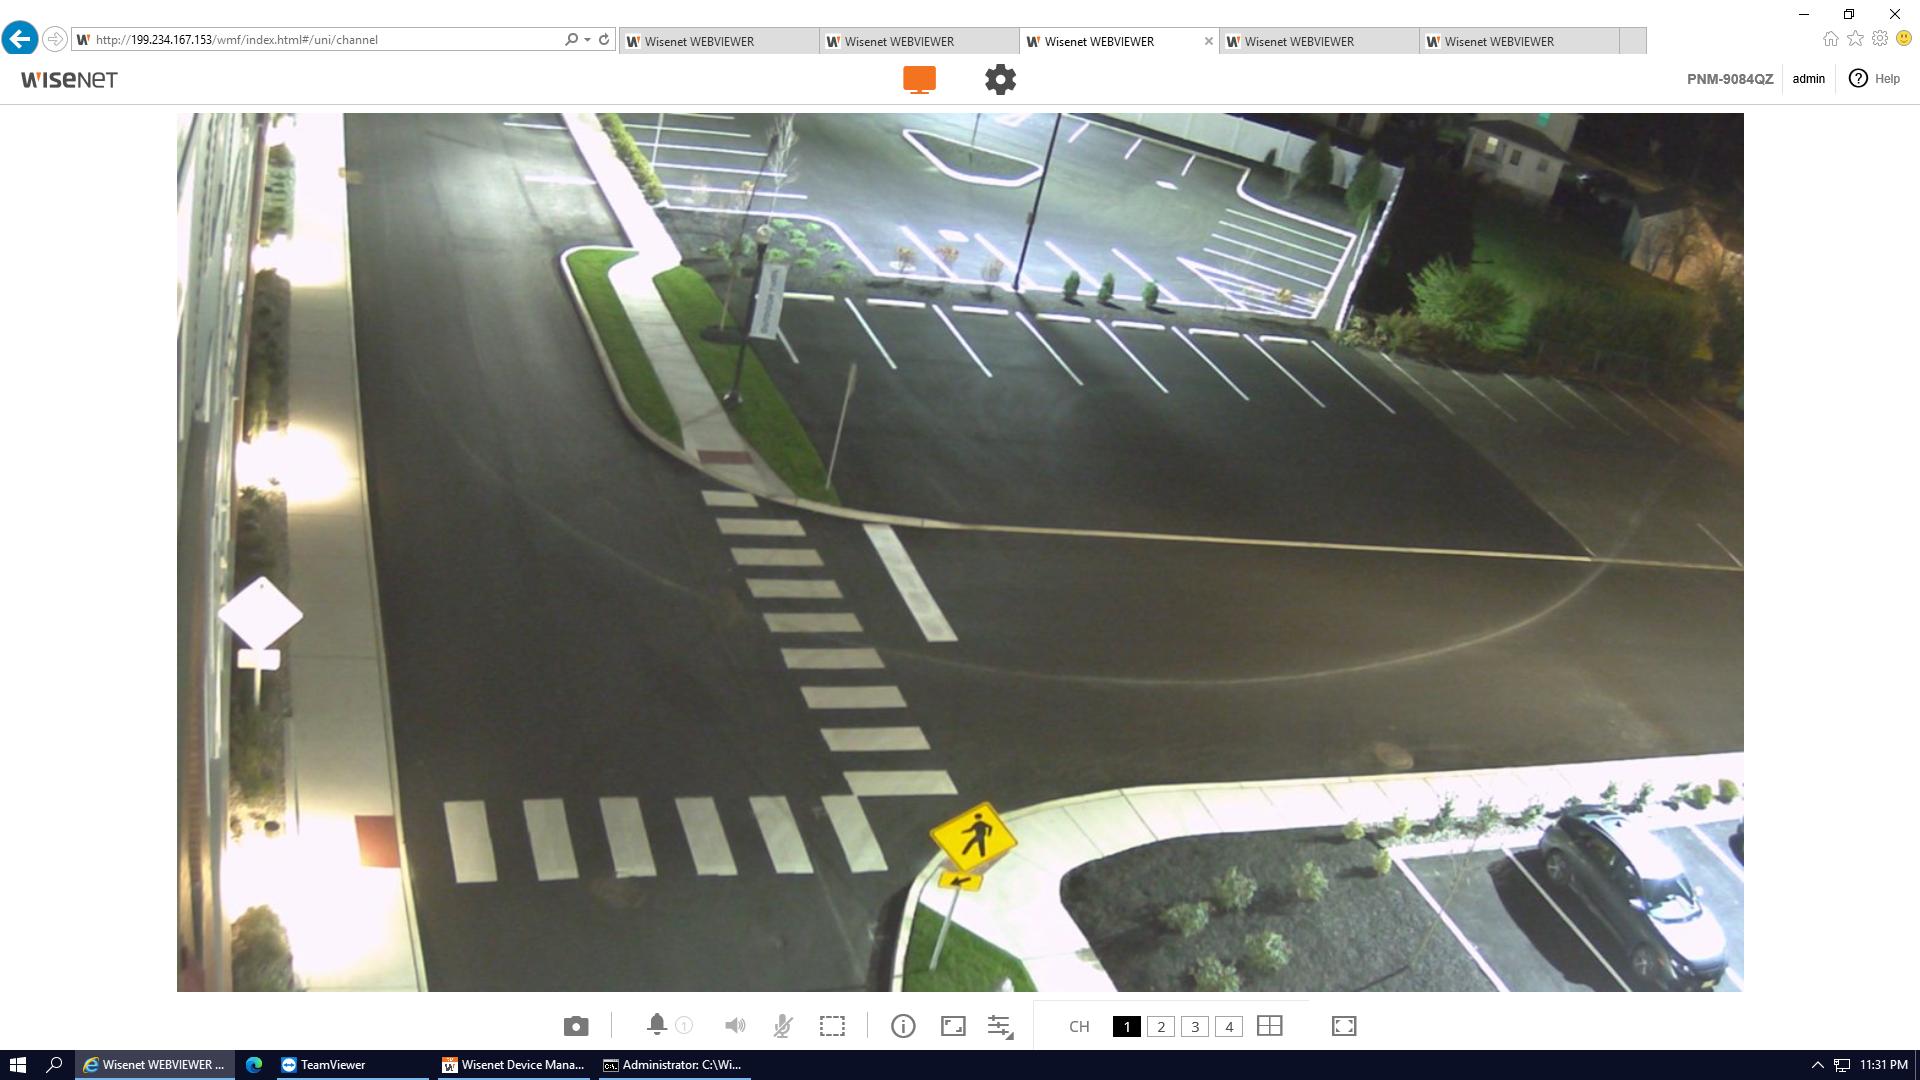 http://199.234.167.153/wmf/index.html#/uni/channel
Wisenet WEBVIEWER
Wisenet WEBVIEWER
Wisenet WEBVIEWER
Wisenet WEBVIEWER
Wisenet WEBVIEWER
WISENET
PNM-9084QZ
admin
? Help
1
CH
1
2
3
4
Wisenet WEBVIEWER ...
TeamViewer
Wisenet Device Mana...
Administrator: C:\Wi...
11:31 PM